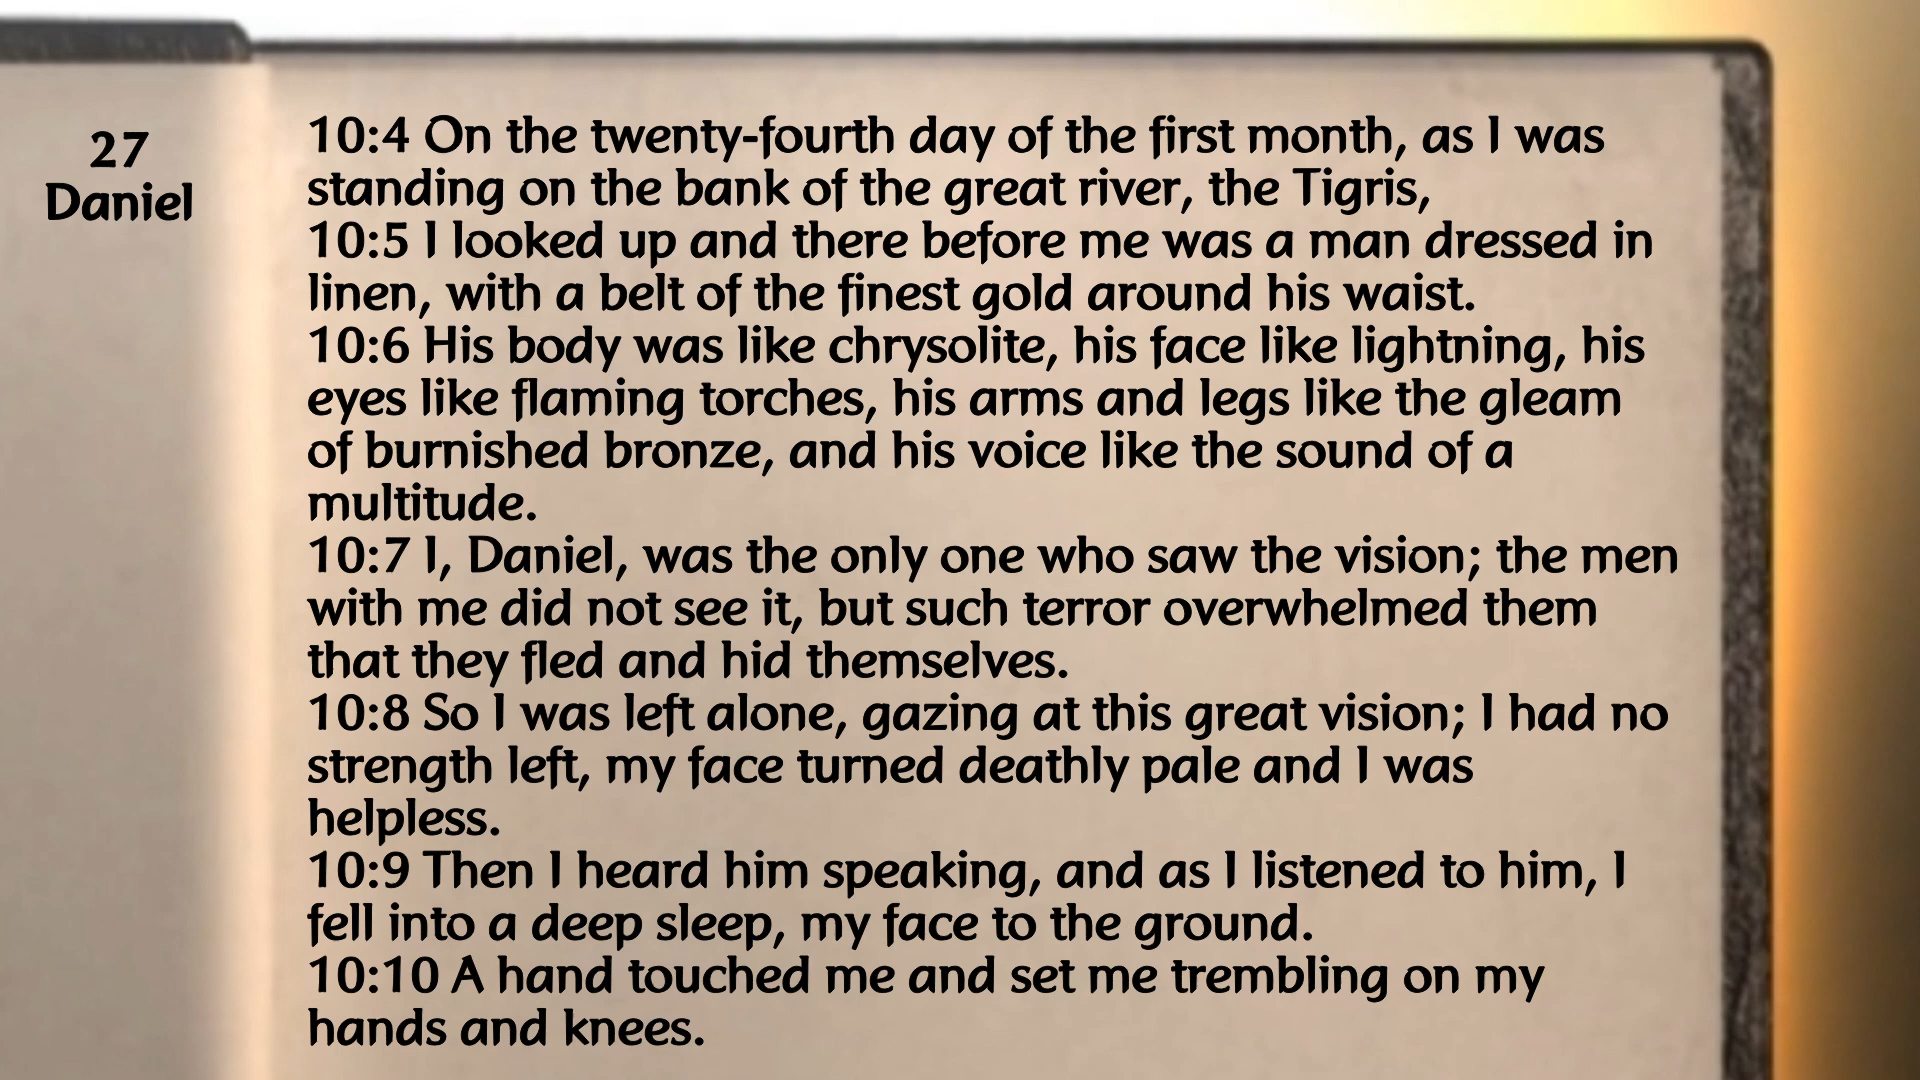 27
Daniel
10:4 On the twenty-fourth day of the first month, as I was
standing on the bank of the great river, the Tigris,
10:5 I looked up and there before me was a man dressed in
linen, with a belt of the finest gold around his waist.
10:6 His body was like chrysolite, his face like lightning, his
eyes like flaming torches, his arms and legs like the gleam
of burnished bronze, and his voice like the sound of a
multitude.
10:7 I, Daniel, was the only one who saw the vision; the men
with me did not see it, but such terror overwhelmed them
that they fled and hid themselves.
10:8 So I was left alone, gazing at this great vision; I had no
strength left, my face turned deathly pale and I was
helpless.
10:9 Then I heard him speaking, and as I listened to him, I
fell into a deep sleep, my face to the ground.
10:10 A hand touched me and set me trembling on my
hands and knees.